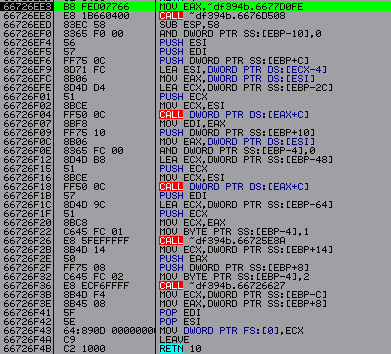 66726EE3 B8 FED07766 MOV EAX,~df394b.6677D0FE
66726EE8 E8 1B660400 CALL ~df394b.6676D508
66726EED 83EC 58 SUB ESP,58
66726EF0 8365 F0 00 AND DWORD PTR SS:[EBP-10],0
66726EF4 56 PUSH ESI
66726EF5 57 PUSH EDI
66726EF6 FF75 0C PUSH DWORD PTR SS:[EBP+C]
66726EF9 8D71 FC LEA ESI,DWORD PTR DS:[ECX-4]
66726EFC 8B06 MOV EAX,DWORD PTR DS:[ESI]
66726EFE 8D4D D4 LEA ECX,DWORD PTR SS:[EBP-2C]
66726F01 51 PUSH ECX
66726F02 8BCE MOV ECX,ESI
66726F04 FF50 0C CALL DWORD PTR DS:[EAX+C]
66726F07 8BF8 MOV EDI,EAX
66726F09 FF75 10 PUSH DWORD PTR SS:[EBP+10]
66726F0C 8B06 MOV EAX,DWORD PTR DS:[ESI]
66726F0E 8365 FC 00 AND DWORD PTR SS:[EBP-4],0
66726F12 8D4D B8 LEA ECX,DWORD PTR SS:[EBP-48]
66726F15 51 PUSH ECX
66726F16 8BCE MOV ECX,ESI
66726F18 FF50 0C CALL DWORD PTR DS:[EAX+C]
66726F1B 57 PUSH EDI
66726F1C 8D4D 9C LEA ECX,DWORD PTR SS:[EBP-64]
66726F1F 51 PUSH ECX
66726F20 8BC8 MOV ECX,EAX
66726F22 C645 FC 01 MOV BYTE PTR SS:[EBP-4],1
66726F26 E8 5FEFFFFF CALL ~df394b.66725E8A
66726F2B 8B4D 14 MOV ECX,DWORD PTR SS:[EBP+14]
66726F2E 50 PUSH EAX
66726F2F FF75 08 PUSH DWORD PTR SS:[EBP+8]
66726F32 C645 FC 02 MOV BYTE PTR SS:[EBP-4],2
66726F36 E8 ECF6FFFF CALL ~df394b.66726627
66726F3B 8B4D F4 MOV ECX,DWORD PTR SS:[EBP-C]
66726F3E 8B45 08 MOV EAX,DWORD PTR SS:[EBP+8]
66726F41 5F POP EDI
66726F42 5E POP ESI
66726F43 64:890D 0000000 MOV DWORD PTR FS:[0],ECX
66726F4A C9 LEAVE
66726F4B C2 1000 RETN 10